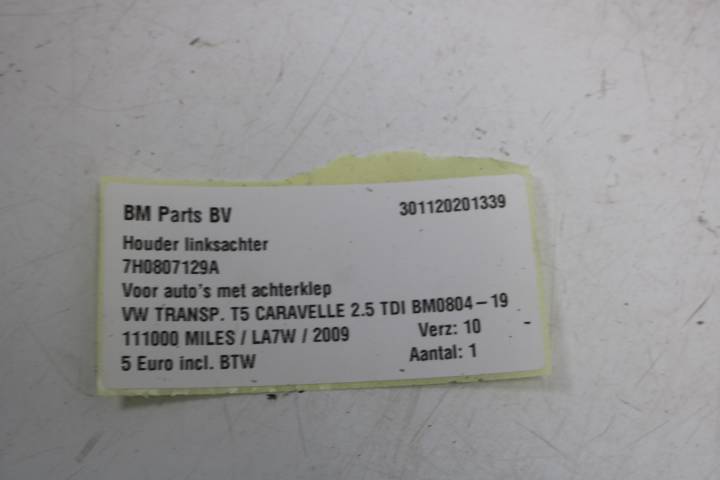 BM Parts BV 301120201339
Houder linksachter
7H0807129A
Voor auto's met achterklep
VW TRANSP. T5 CARAVELLE 2.5 TDI BM0804-19
111000 MILES / LA7W / 2009 Verz: 10
5 Euro incl. BTW Aantal: 1